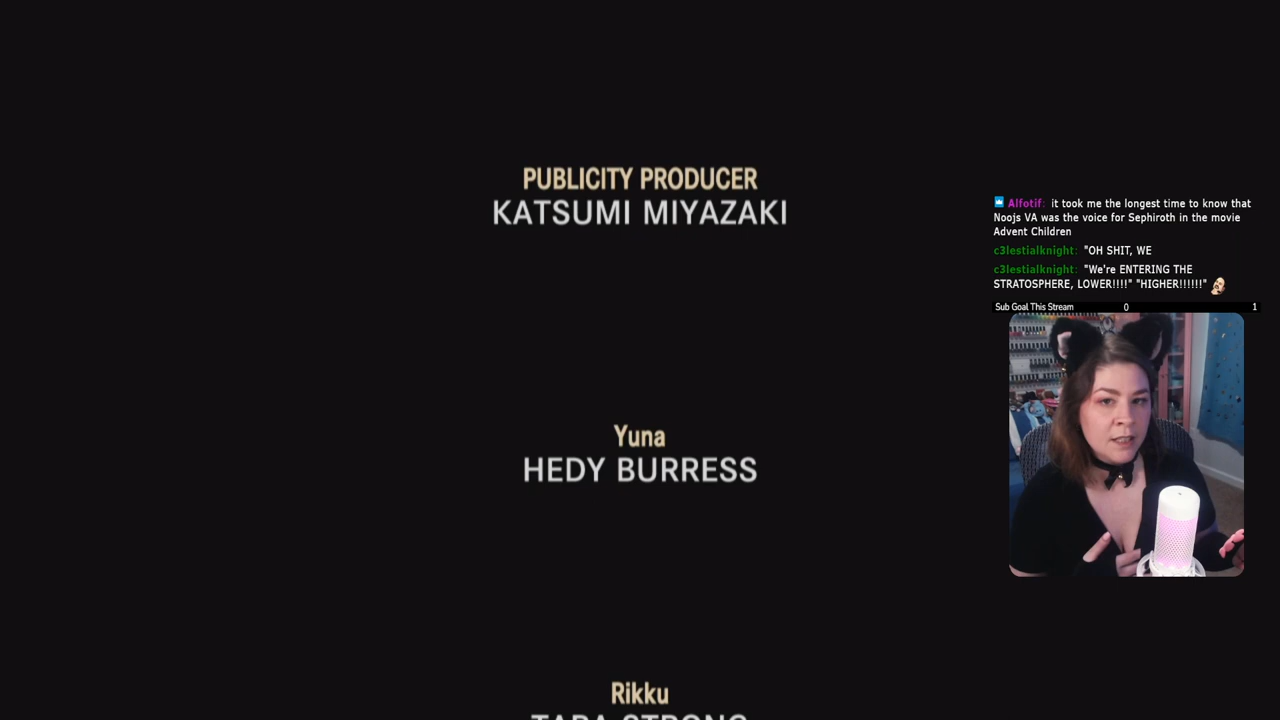 PUBLICITY PRODUCER
KATSUMI MIYAZAKI
Yuna
HEDY BURRESS
Rikku
TARA STRONG
Alfotif: it took me the longest time to know that
Noojs VA was the voice for Sephiroth in the movie
Advent Children
c3lestialknight: "OH SHIT, WE
c3lestialknight: "We're ENTERING THE
STRATOSPHERE, LOWER!!!!" "HIGHER!!!!!!"
Sub Goal This Stream 0 1